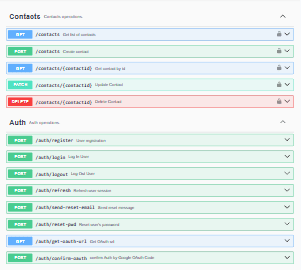 Contacts Contacts operations
GET /contacts Get list of contacts
POST /contacts Create contact
GET /contacts/{contactid} Get contact by id
PATCH /contacts/{contactid} Update Contact
DELETE /contacts/{contactid} Delete Contact
Auth Auth operations
POST /auth/register User registration
POST /auth/login Log In User
POST /auth/logout Log Out User
POST /auth/refresh Refresh user session
POST /auth/send-reset-email Send reset message
POST /auth/reset-pwd Reset user's password
GET /auth/get-oauth-url Get OAuth url
POST /auth/confirm-oauth confirm Auth by Google OAuth Code